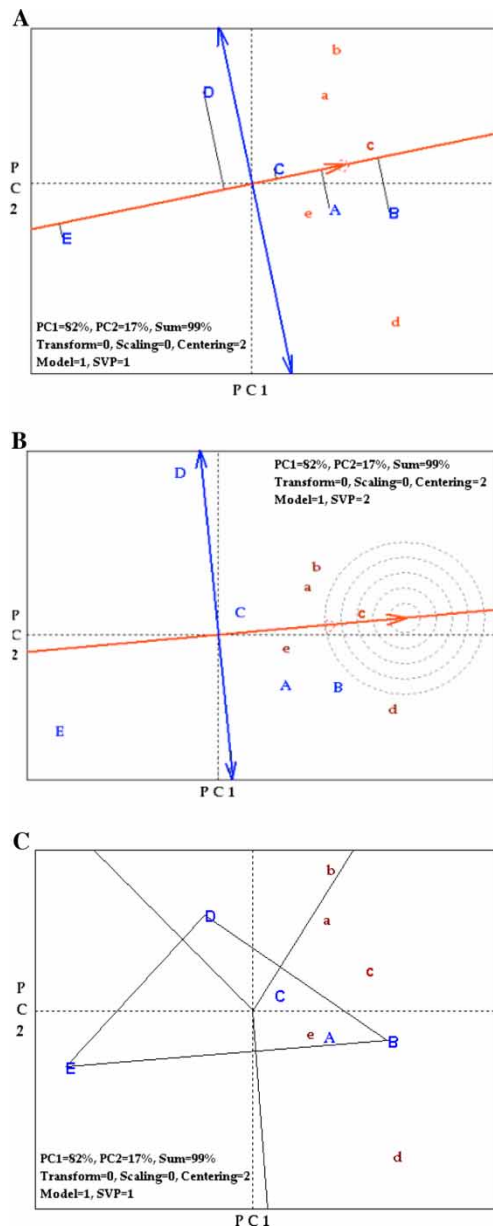 A
b
a
D
c
C
P
C
2
e
A
B
E
d
PC1=82%, PC2=17%, Sum=99%
Transform=0, Scaling=0, Centering=2
Model=1, SVP=1
P C 1
B
D
PC1=82%, PC2=17%, Sum=99%
Transform=0, Scaling=0, Centering=2
Model=1, SVP=2
b
a
C
c
P
C
2
e
A
B
d
E
P C 1
C
b
D
a
c
C
P
C
2
e
A
B
E
d
PC1=82%, PC2=17%, Sum=99%
Transform=0, Scaling=0, Centering=2
Model=1, SVP=1
P C 1